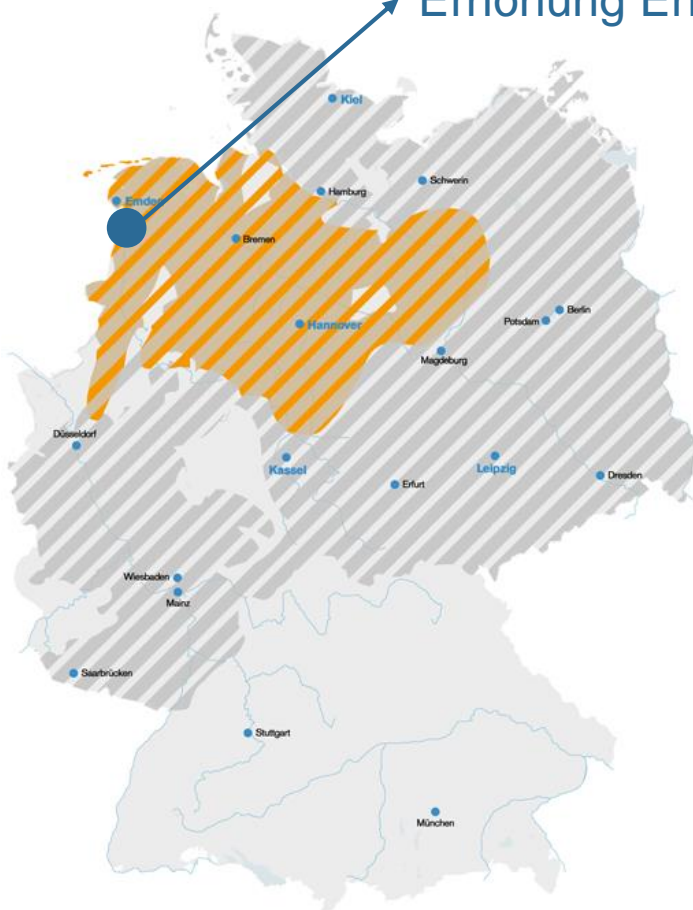 Erhöhung
Kiel
Hamburg
Schwerin
Emden
Bremen
Berlin
Potsdam
Hannover
Magdeburg
Düsseldorf
Kassel
Leipzig
Erfurt
Dresden
Wiesbaden
Mainz
Saarbrücken
Stuttgart
München